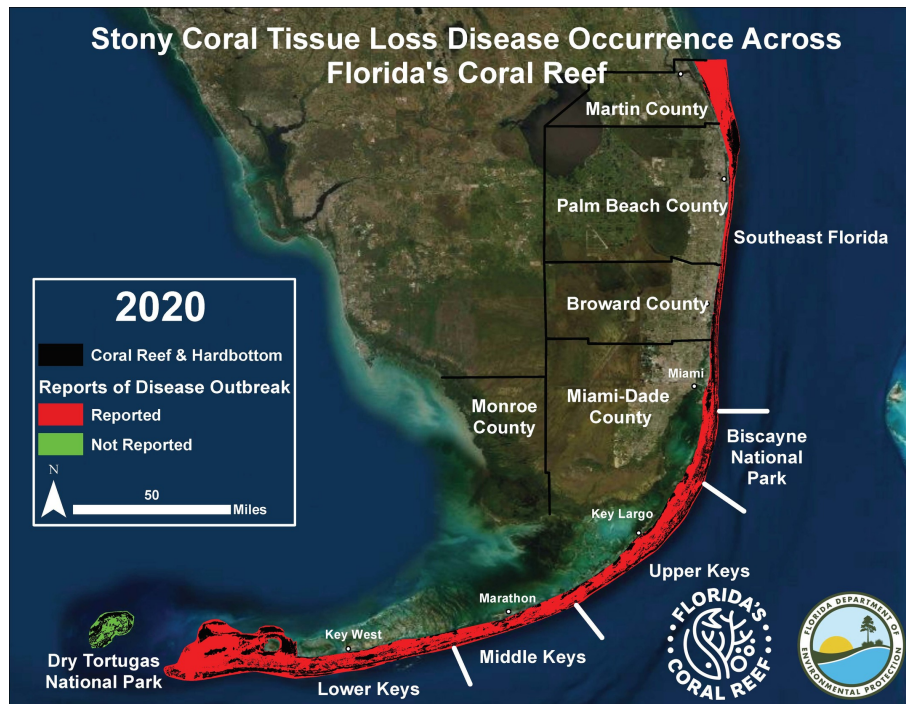 Stony Coral Tissue Loss Disease Occurrence Across
Florida's Coral Reef
Martin County
Palm Beach County
Southeast Florida
Broward County
Miami
Miami-Dade
County
Monroe
County
Biscayne
National
Park
2020
Coral Reef & Hardbottom
Reports of Disease Outbreak
Reported
Not Reported
N
50
Miles
Key Largo
Upper Keys
Marathon
Middle Keys
Key West
Lower Keys
Dry Tortugas
National Park
FLORIDA'S
CORAL REEF
FLORIDA DEPARTMENT OF
ENVIRONMENTAL PROTECTION